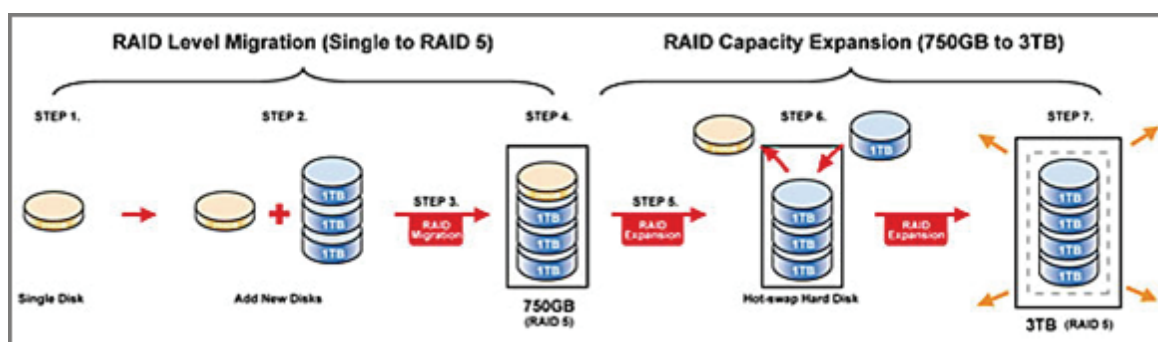 RAID Level Migration (Single to RAID 5)
RAID Capacity Expansion (750GB to 3TB)
STEP 1.
STEP 2.
STEP 4.
STEP 6.
STEP 7.
1TB
1TB
1TB
1TB
STEP 3.
RAID
Migration
1TB
1TB
1TB
STEP 5.
RAID
Expansion
1TB
1TB
1TB
RAID
Expansion
1TB
1TB
1TB
1TB
Single Disk
Add New Disks
750GB
(RAID 5)
Hot-swap Hard Disk
3TB (RAID 5)